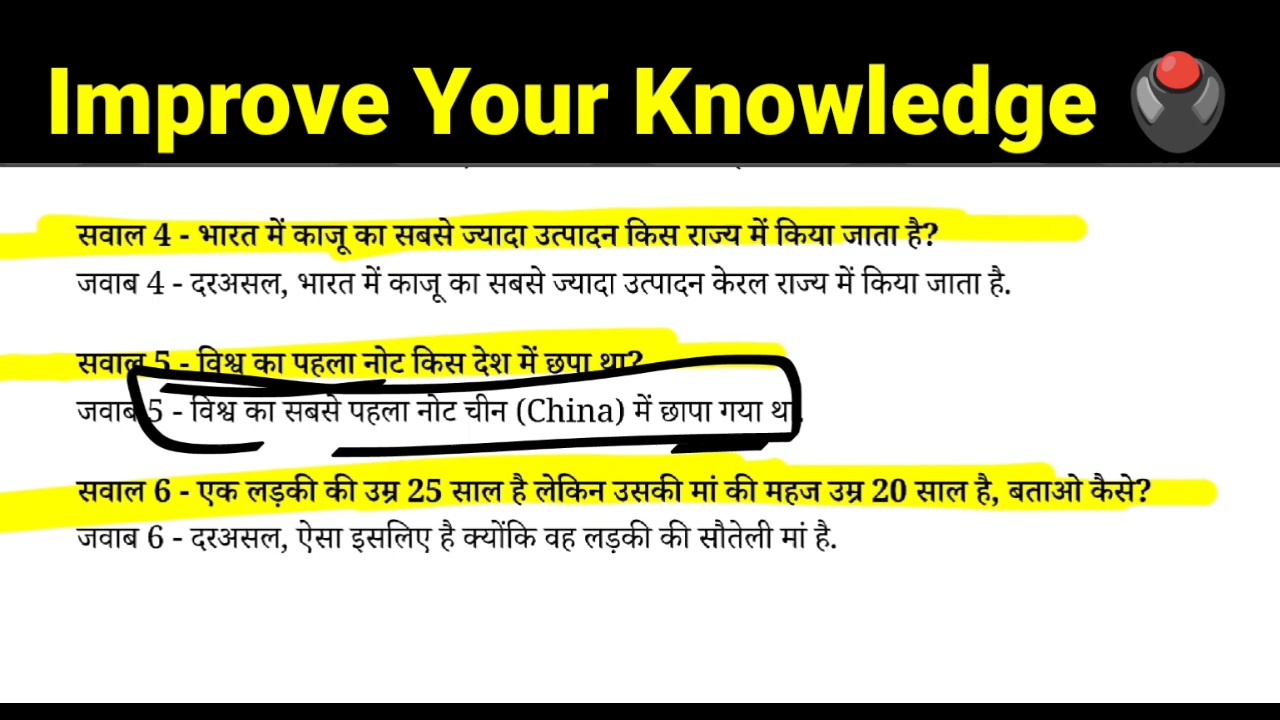 Improve Your Knowledge
सवाल 4 - भारत में काजू का सबसे ज्यादा उत्पादन किस राज्य में किया जाता है?
जवाब 4 - दरअसल, भारत में काजू का सबसे ज्यादा उत्पादन केरल राज्य में किया जाता है.
सवाल 5 - विश्व का पहला नोट किस देश में छपा था?
जवाब 5 - विश्व का सबसे पहला नोट चीन (China) में छापा गया था.
सवाल 6 - एक लड़की की उम्र 25 साल है लेकिन उसकी मां की महज उम्र 20 साल है, बताओ कैसे?
जवाब 6 - दरअसल, ऐसा इसलिए है क्योंकि वह लड़की की सौतेली मां है.